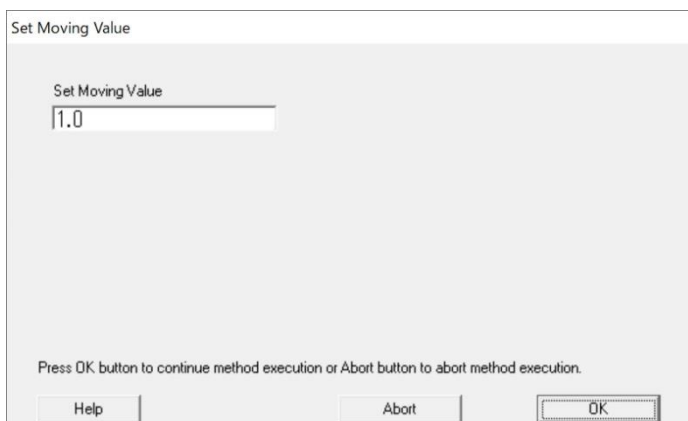 Set Moving Value
Set Moving Value
1.0
Press OK button to continue method execution or Abort button to abort method execution.
Help Abort OK